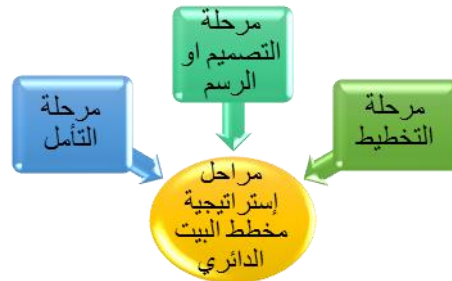 مرحلة
التصميم او
الرسم
مرحلة
التخطيط
مرحلة
التأمل
مراحل
إستراتيجية
مخطط البيت
الدائري